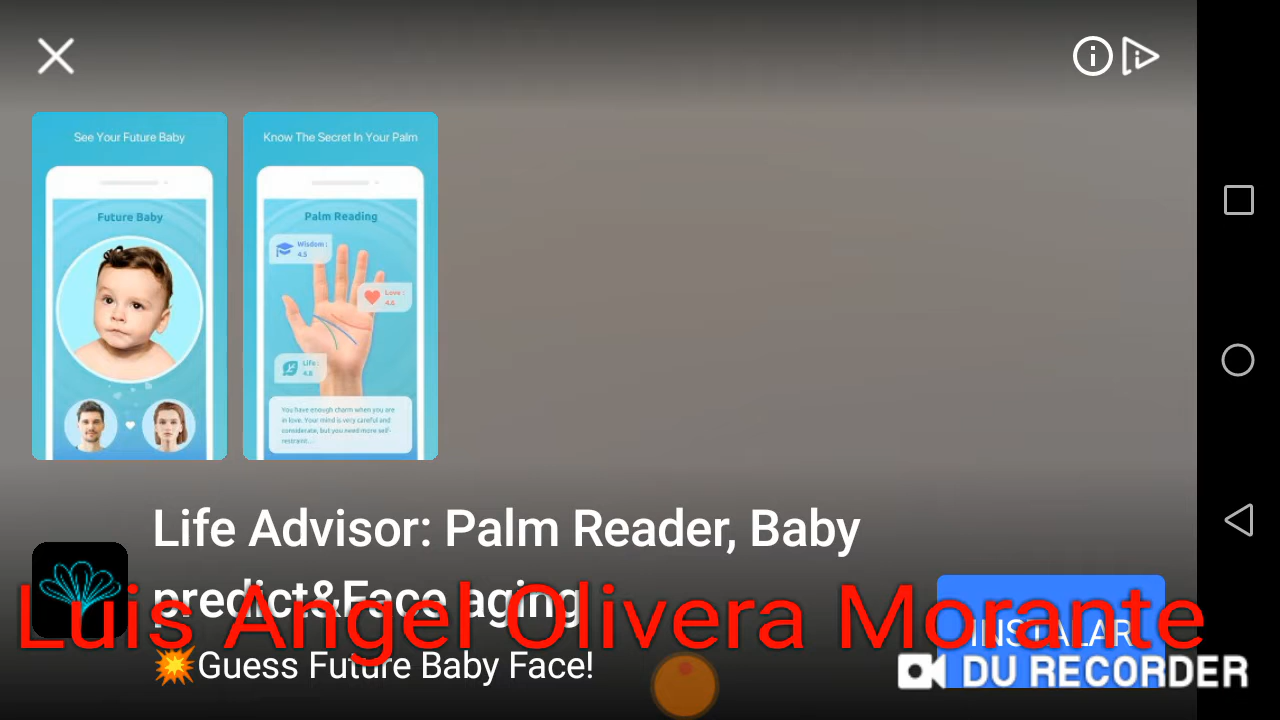 See Your Future Baby
Future Baby
Know The Secret In Your Palm
Palm Reading
Wisdom :
4.5
Love :
4.6
Life :
4.8
You have enough charm when you are
in love. Your mind is very careful and
considerate, but you need more self-
restraint...
Life Advisor: Palm Reader, Baby
predict&Face aging
Luis Angel Olivera Morante
INSTALAR
💥Guess Future Baby Face!
DU RECORDER